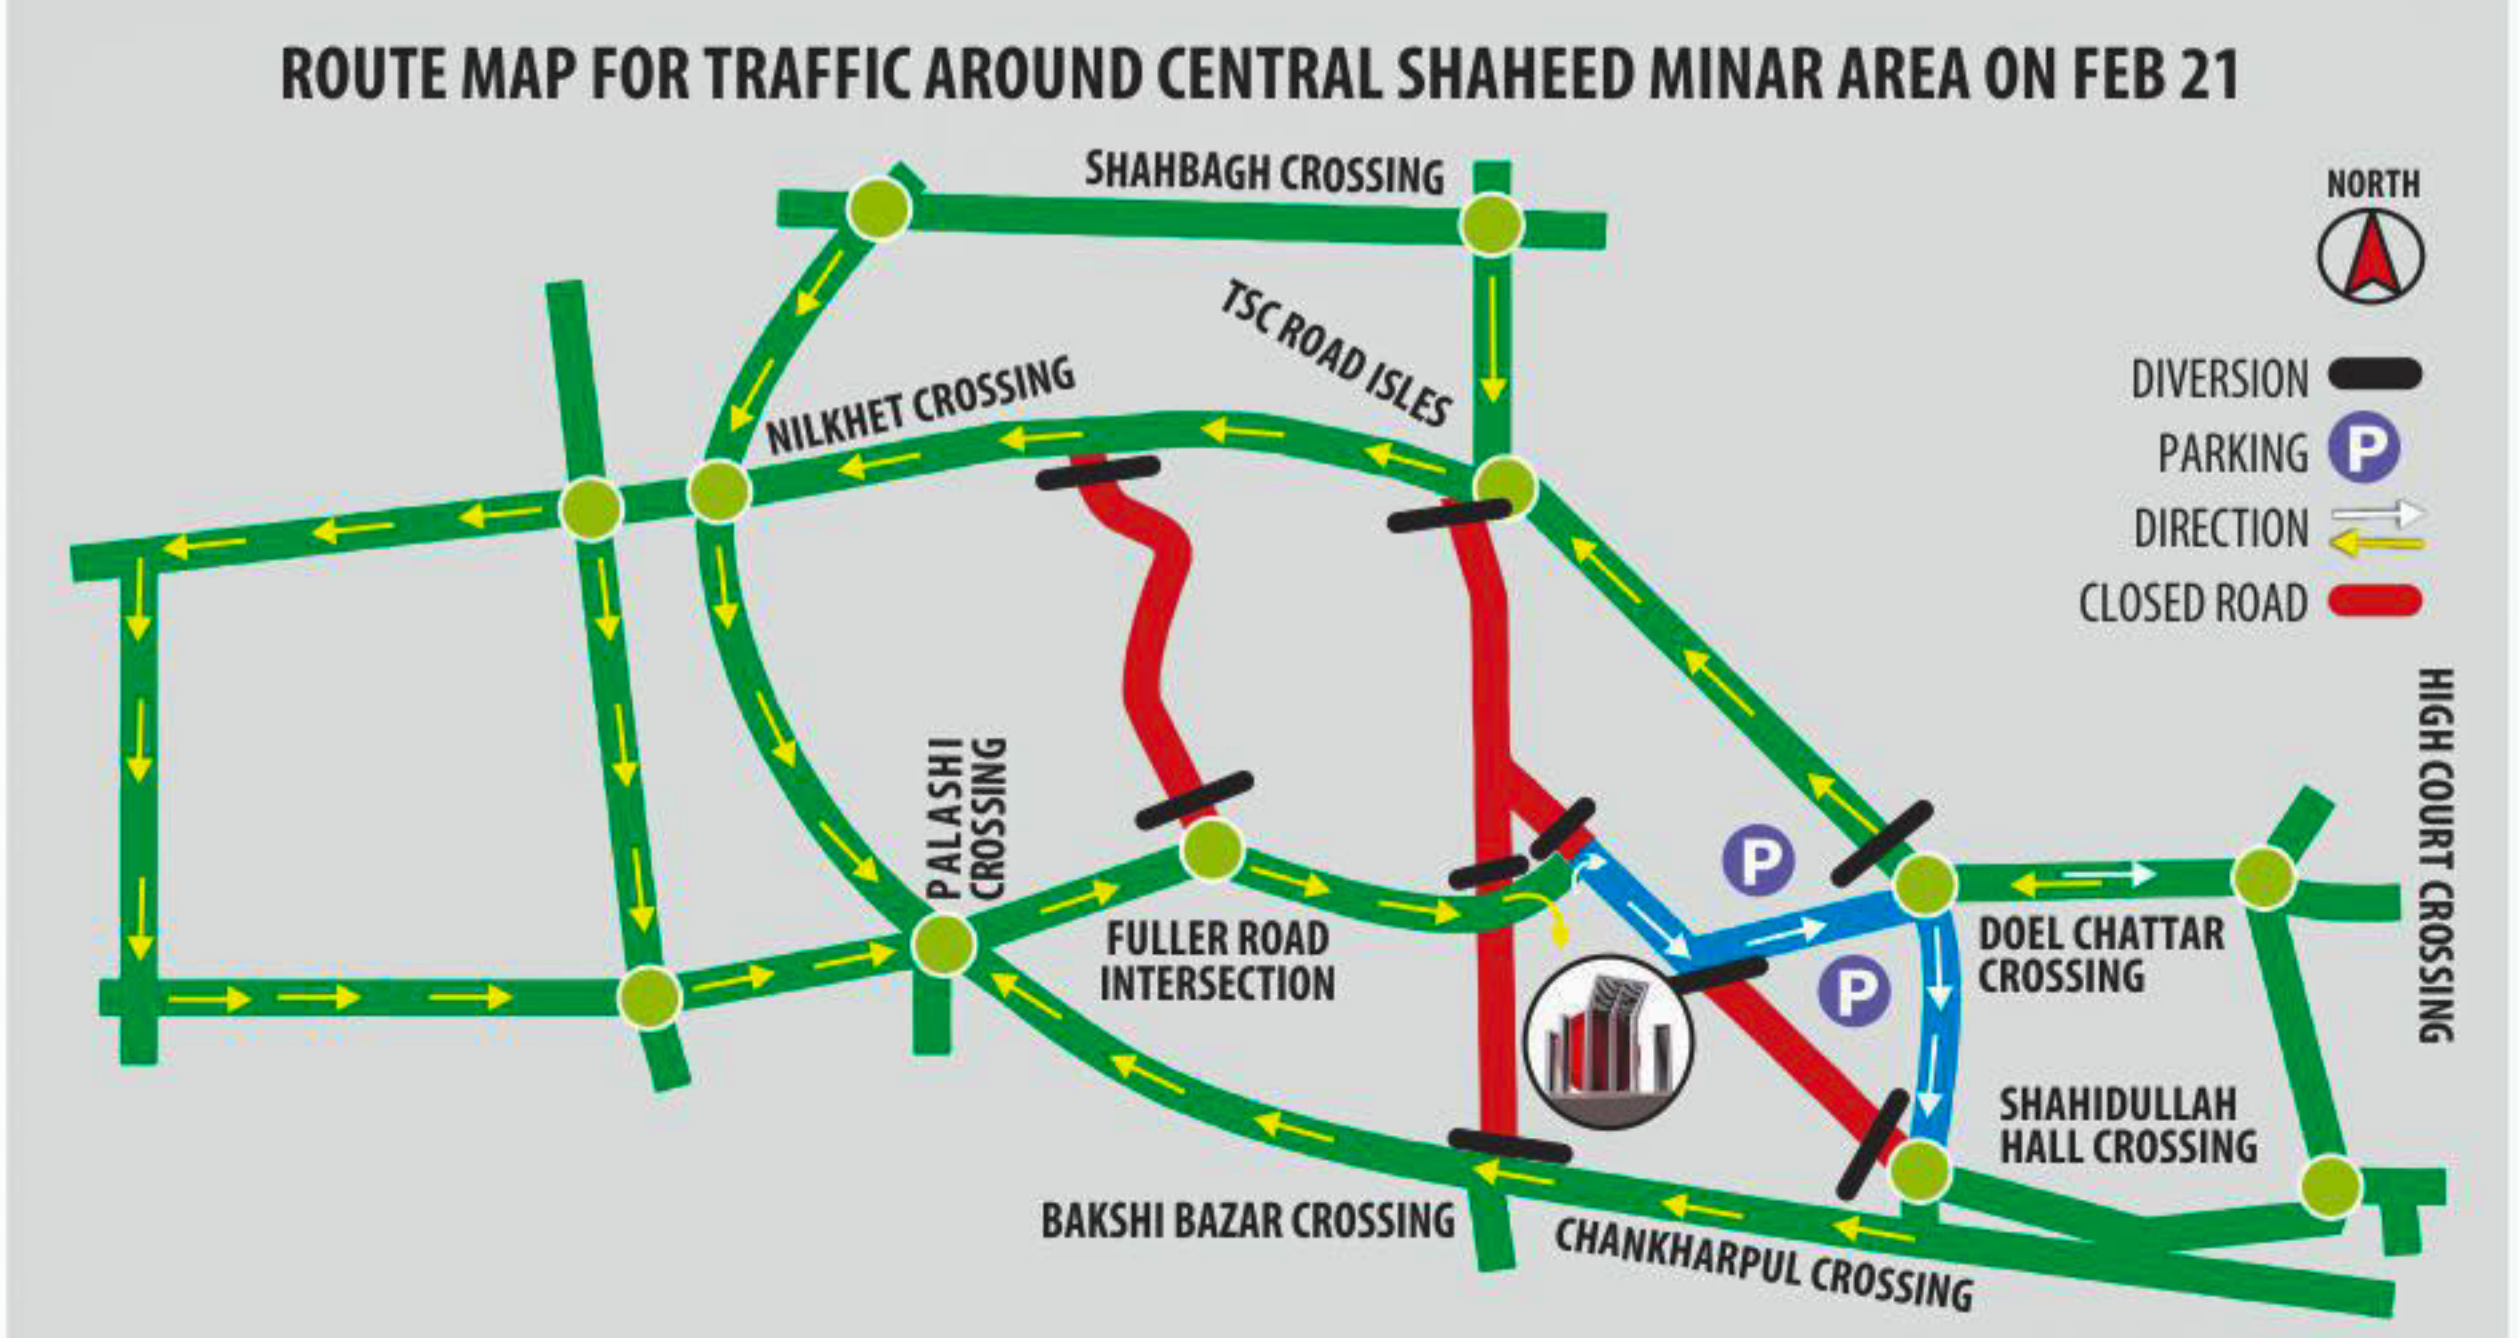 ROUTE MAP FOR TRAFFIC AROUND CENTRAL SHAHEED MINAR AREA ON FEB 21
SHAHBAGH CROSSING
NORTH
TSC ROAD ISLES
NILKHET CROSSING
DIVERSION
PARKING P
DIRECTION
CLOSED ROAD
HIGH COURT CROSSING
PALASHI
CROSSING
P
FULLER ROAD
INTERSECTION
DOEL CHATTAR
CROSSING
P
SHAHIDULLAH
HALL CROSSING
BAKSHI BAZAR CROSSING
CHANKHARPUL CROSSING